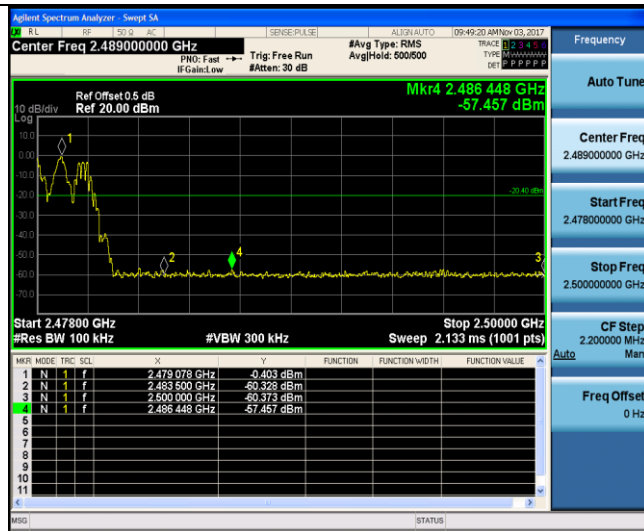 Agilent Spectrum Analyzer - Swept SA
RL RF 50 Ω AC SENSE:PULSE ALIGN AUTO 09:49:20 AM Nov 03, 2017
Center Freq 2.489000000 GHz
PNO: Fast
IFGain:Low
Trig: Free Run
#Atten: 30 dB
#Avg Type: RMS
Avg|Hold: 500/500
TRACE 1 2 3 4 5 6
TYPE M
DET P P P P P P
Ref Offset 0.5 dB
10 dB/div Ref 20.00 dBm
Log
Mkr4 2.486 448 GHz
-57.457 dBm
10.0
0.00
-10.0
-20.0
-30.0
-40.0
-50.0
-60.0
-70.0
1
2
4
3
-20.40 dBm
Start 2.47800 GHz Stop 2.50000 GHz
#Res BW 100 kHz #VBW 300 kHz Sweep 2.133 ms (1001 pts)
MKR MODE TRC SCL X Y FUNCTION FUNCTION WIDTH FUNCTION VALUE
1 N 1 f 2.479 078 GHz -0.403 dBm
2 N 1 f 2.483 500 GHz -60.328 dBm
3 N 1 f 2.500 000 GHz -60.373 dBm
4 N 1 f 2.486 448 GHz -57.457 dBm
5
6
7
8
9
10
11
MSG STATUS
Frequency
Auto Tune
Center Freq
2.489000000 GHz
Start Freq
2.478000000 GHz
Stop Freq
2.500000000 GHz
CF Step
2.200000 MHz
Auto Man
Freq Offset
0 Hz